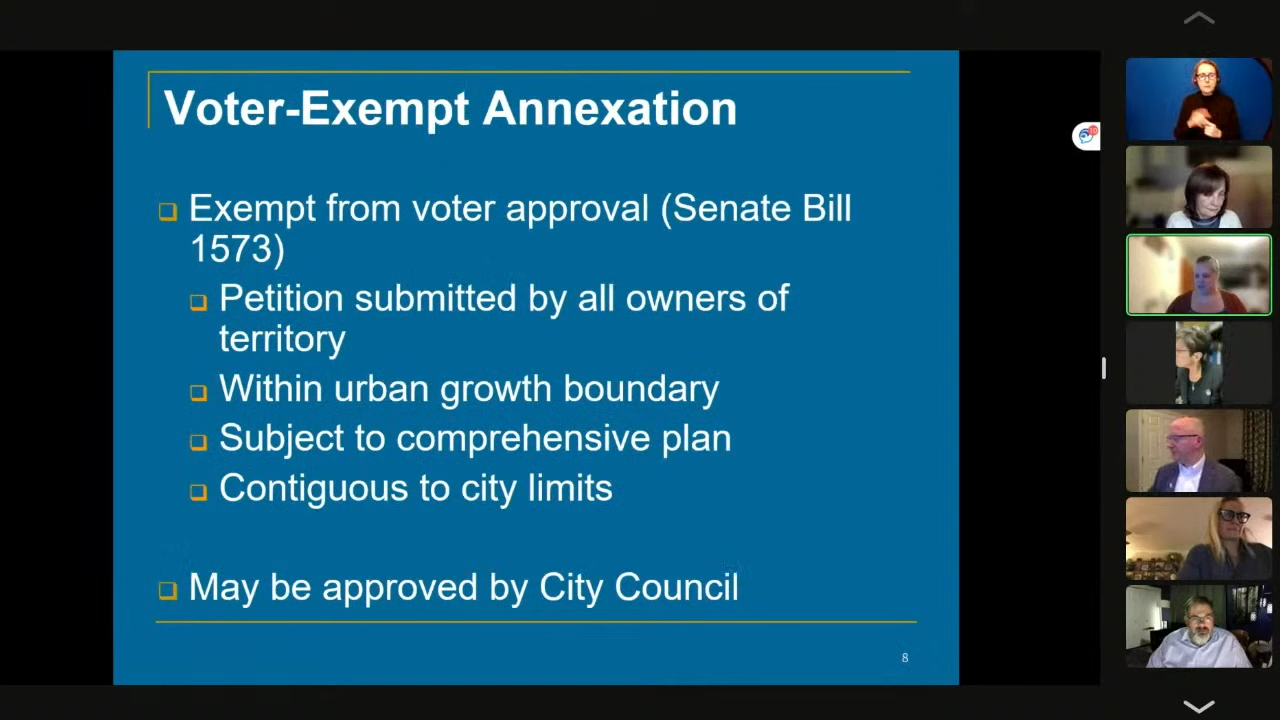 Voter-Exempt Annexation
Exempt from voter approval (Senate Bill
1573)
Petition submitted by all owners of
territory
Within urban growth boundary
Subject to comprehensive plan
Contiguous to city limits
May be approved by City Council
8